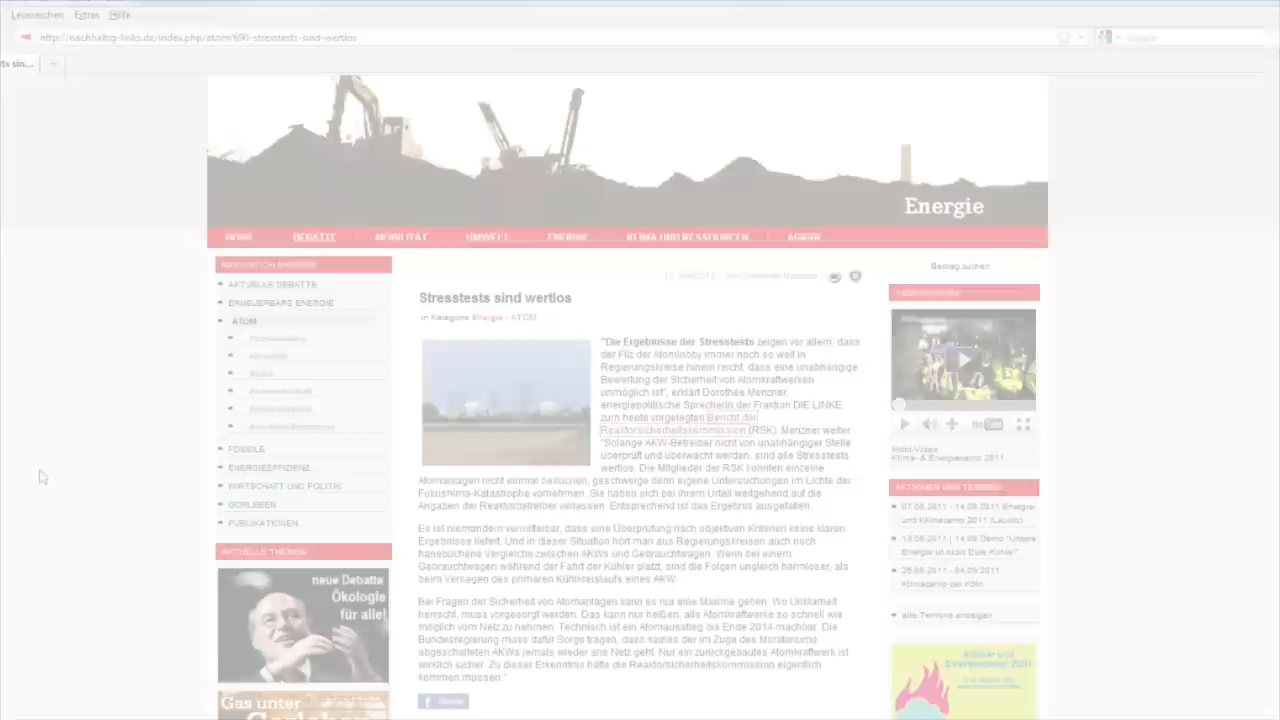 Lesezeichen Extras Hilfe
http://nachhaltig-links.de/index.php/atom/690-stresstests-sind-wertlos
ts sin...
Energie
HOME DEBATTE MOBILITÄT UMWELT ENERGIE KLIMA UND RESSOURCEN
AKTUELLE DEBATTE
ERNEUERBARE ENERGIE
ATOM
FOSSILE
ENERGIEEFFIZIENZ
WIRTSCHAFT UND POLITIK
GORLEBEN
PUBLIKATIONEN
AKTUELLE THEMEN
neue Debatte
Ökologie
für alle!
Gas unter
Gorleben
Stresstests sind wertlos
in Kategorie Energie - ATOM
"Die Ergebnisse der Stresstests zeigen vor allem, dass
der Filz der Atomlobby immer noch so weit in
Regierungskreise hinein reicht, dass eine unabhängige
Bewertung der Sicherheit von Atomkraftwerken
unmöglich ist", erklärt Dorothée Menzner,
energiepolitische Sprecherin der Fraktion DIE LINKE,
zum heute vorgelegten Bericht der
Reaktorsicherheitskommission (RSK). Menzner weiter:
"Solange AKW-Betreiber nicht von unabhängiger Stelle
überprüft und überwacht werden, sind alle Stresstests
wertlos. Die Mitglieder der RSK konnten einzelne
Atomanlagen nicht einmal besuchen, geschweige denn eigene Untersuchungen im Lichte der
Fukushima-Katastrophe vornehmen. Sie haben sich bei ihrem Urteil weitgehend auf die
Angaben der Reaktorbetreiber verlassen. Entsprechend ist das Ergebnis ausgefallen.
Es ist niemandem vermittelbar, dass eine Überprüfung nach objektiven Kriterien keine klaren
Ergebnisse liefert. Und in dieser Situation hört man aus Regierungskreisen auch noch
hanebüchene Vergleiche zwischen AKWs und Gebrauchtwagen. Wenn bei einem
Gebrauchtwagen während der Fahrt der Kühler platzt, sind die Folgen ungleich harmloser, als
beim Versagen des primären Kühlkreislaufs eines AKW.
Bei Fragen der Sicherheit von Atomanlagen kann es nur eine Maxime geben: Wo Unklarheit
herrscht, muss vorgesorgt werden. Das kann nur heißen, alle Atomkraftwerke so schnell wie
möglich vom Netz zu nehmen. Technisch ist ein Atomausstieg bis Ende 2014 machbar. Die
Bundesregierung muss dafür Sorge tragen, dass keines der im Zuge des Moratoriums
abgeschalteten AKWs jemals wieder ans Netz geht. Nur ein zurückgebautes Atomkraftwerk ist
wirklich sicher. Zu dieser Erkenntnis hätte die Reaktorsicherheitskommission eigentlich
kommen müssen."
Beitrag suchen
You Tube
Mobi-Video
Klima- & Energiecamp 2011
07.08.2011 - 14.08.2011 Energie-
und Klimacamp 2011 (Lausitz)
13.08.2011 | 14.00 Demo "Unsere
Energie ist nicht Eure Kohle!"
26.08.2011 - 04.09.2011
Klimacamp bei Köln
alle Termine anzeigen
Klima- und
Energiecamp 2011